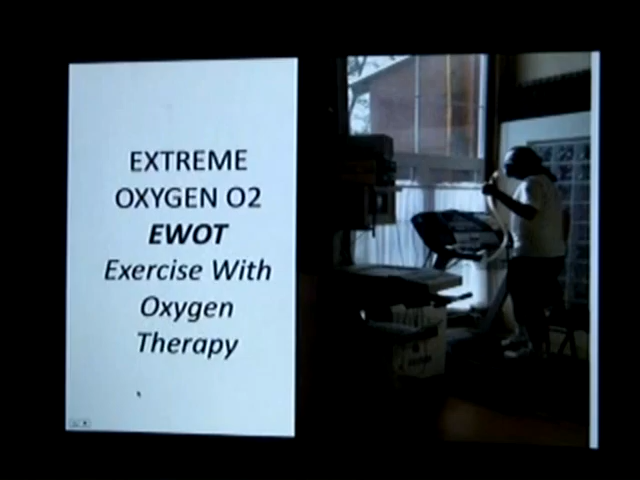 EXTREME
OXYGEN O2
EWOT
Exercise With
Oxygen
Therapy